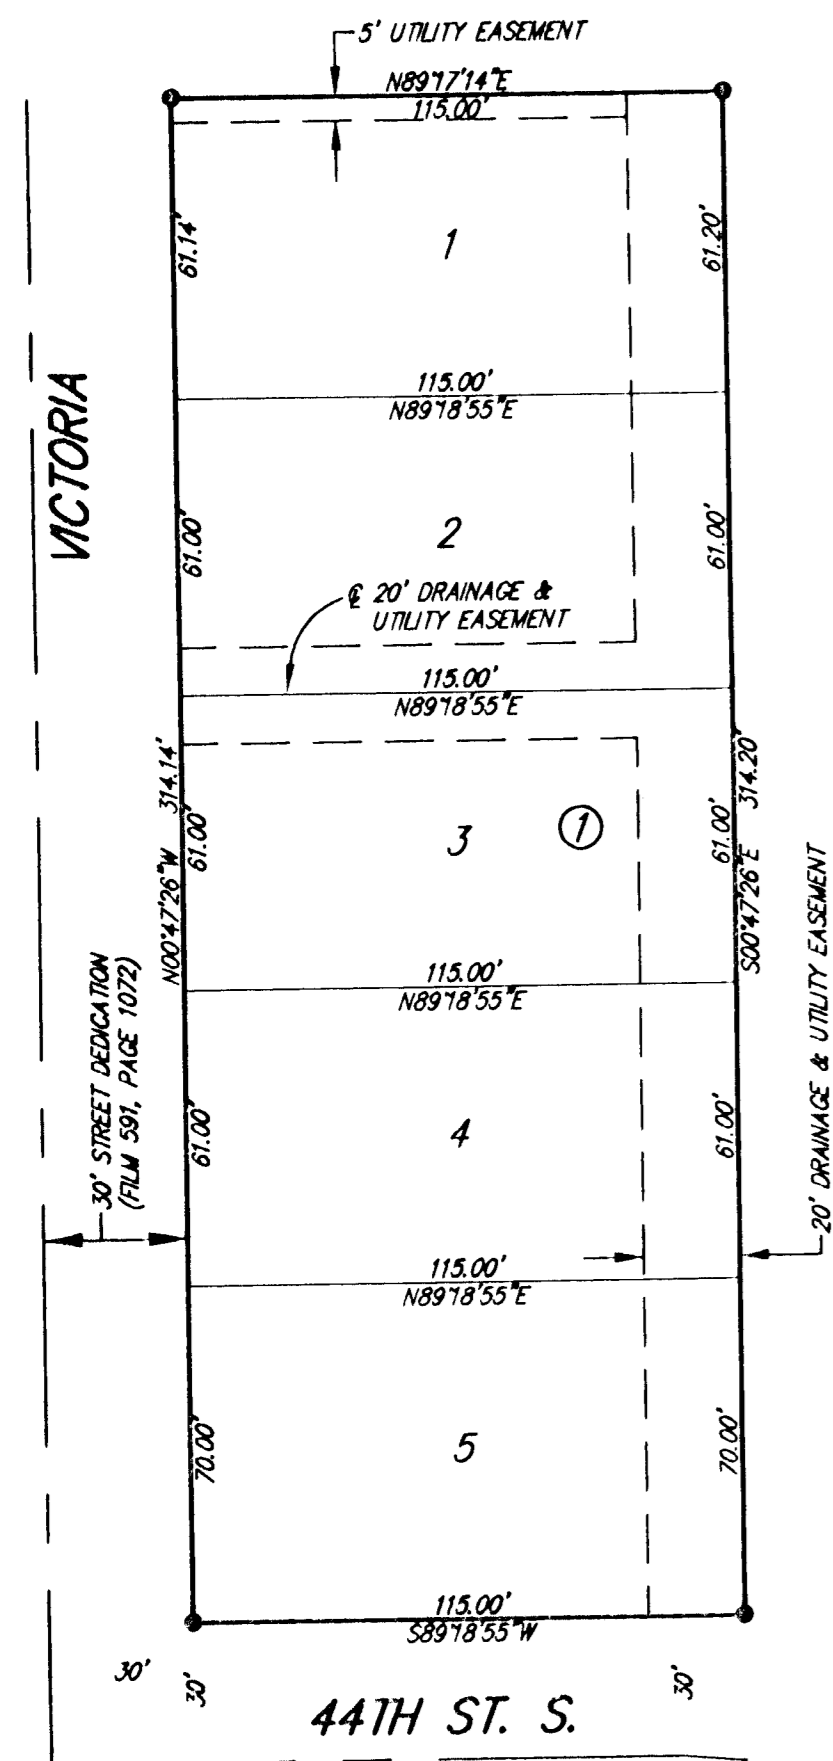 5' UTILITY EASEMENT
N89°17'14"E
115.00'
61.14'
1
61.20'
VICTORIA
115.00'
N89°18'55"E
61.00'
2
61.00'
℄ 20' DRAINAGE &
UTILITY EASEMENT
115.00'
N89°18'55"E
N00°47'26"W 314.14'
61.00'
3
1
61.00'
S00°47'26"E 314.20'
115.00'
N89°18'55"E
30' STREET DEDICATION
(FILM 591, PAGE 1072)
61.00'
4
61.00'
20' DRAINAGE & UTILITY EASEMENT
115.00'
N89°18'55"E
70.00'
5
70.00'
115.00'
S89°18'55"W
30'
30'
30'
44TH ST. S.